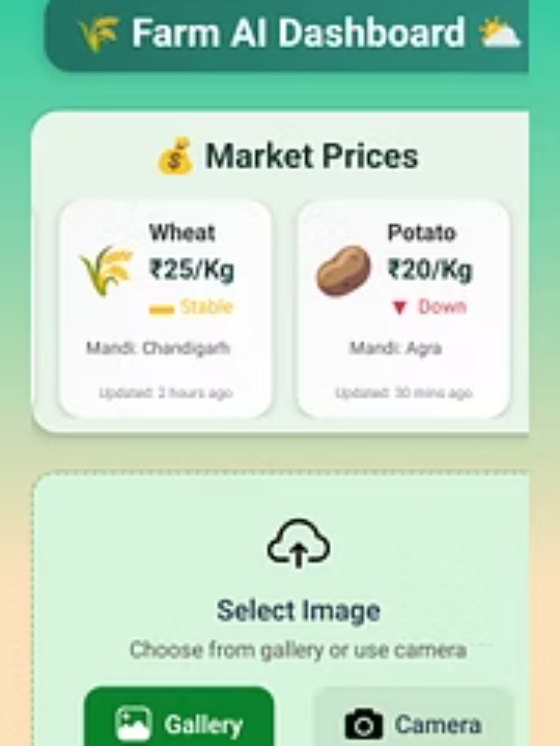 Farm AI Dashboard
Market Prices
Wheat
₹25/Kg
Stable
Mandi: Chandigarh
Updated: 2 hours ago
Potato
₹20/Kg
▼ Down
Mandi: Agra
Updated: 30 mins ago
Select Image
Choose from gallery or use camera
Gallery
Camera